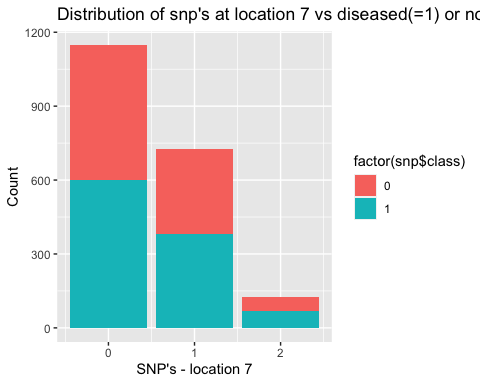 Distribution of snp's at location 7 vs diseased(=1) or no
1200
900
600
300
0
Count
0 1 2
SNP's - location 7
factor(snp$class)
0
1